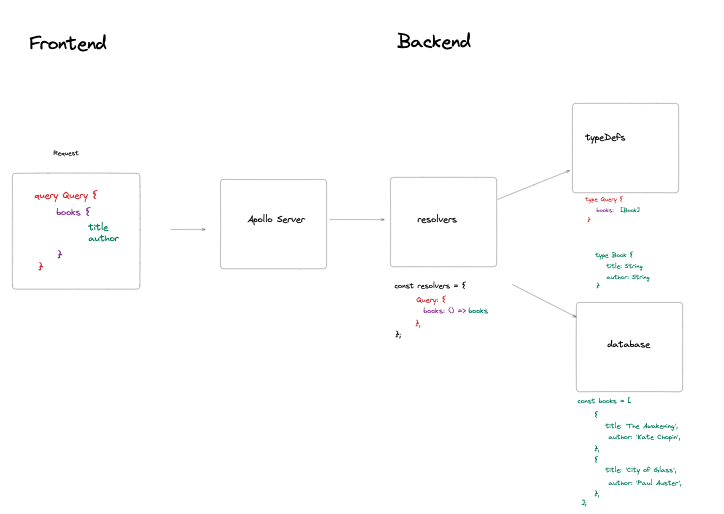 Frontend
Backend
Request
query Query {
books {
title
author
}
}
Apollo Server
resolvers
const resolvers = {
Query: {
books: () => books
},
};
typeDefs
type Query {
books: [Book]
}
type Book {
title: String
author: String
}
database
const books = [
{
title: 'The Awakening',
author: 'Kate Chopin',
},
{
title: 'City of Glass',
author: 'Paul Auster',
},
];